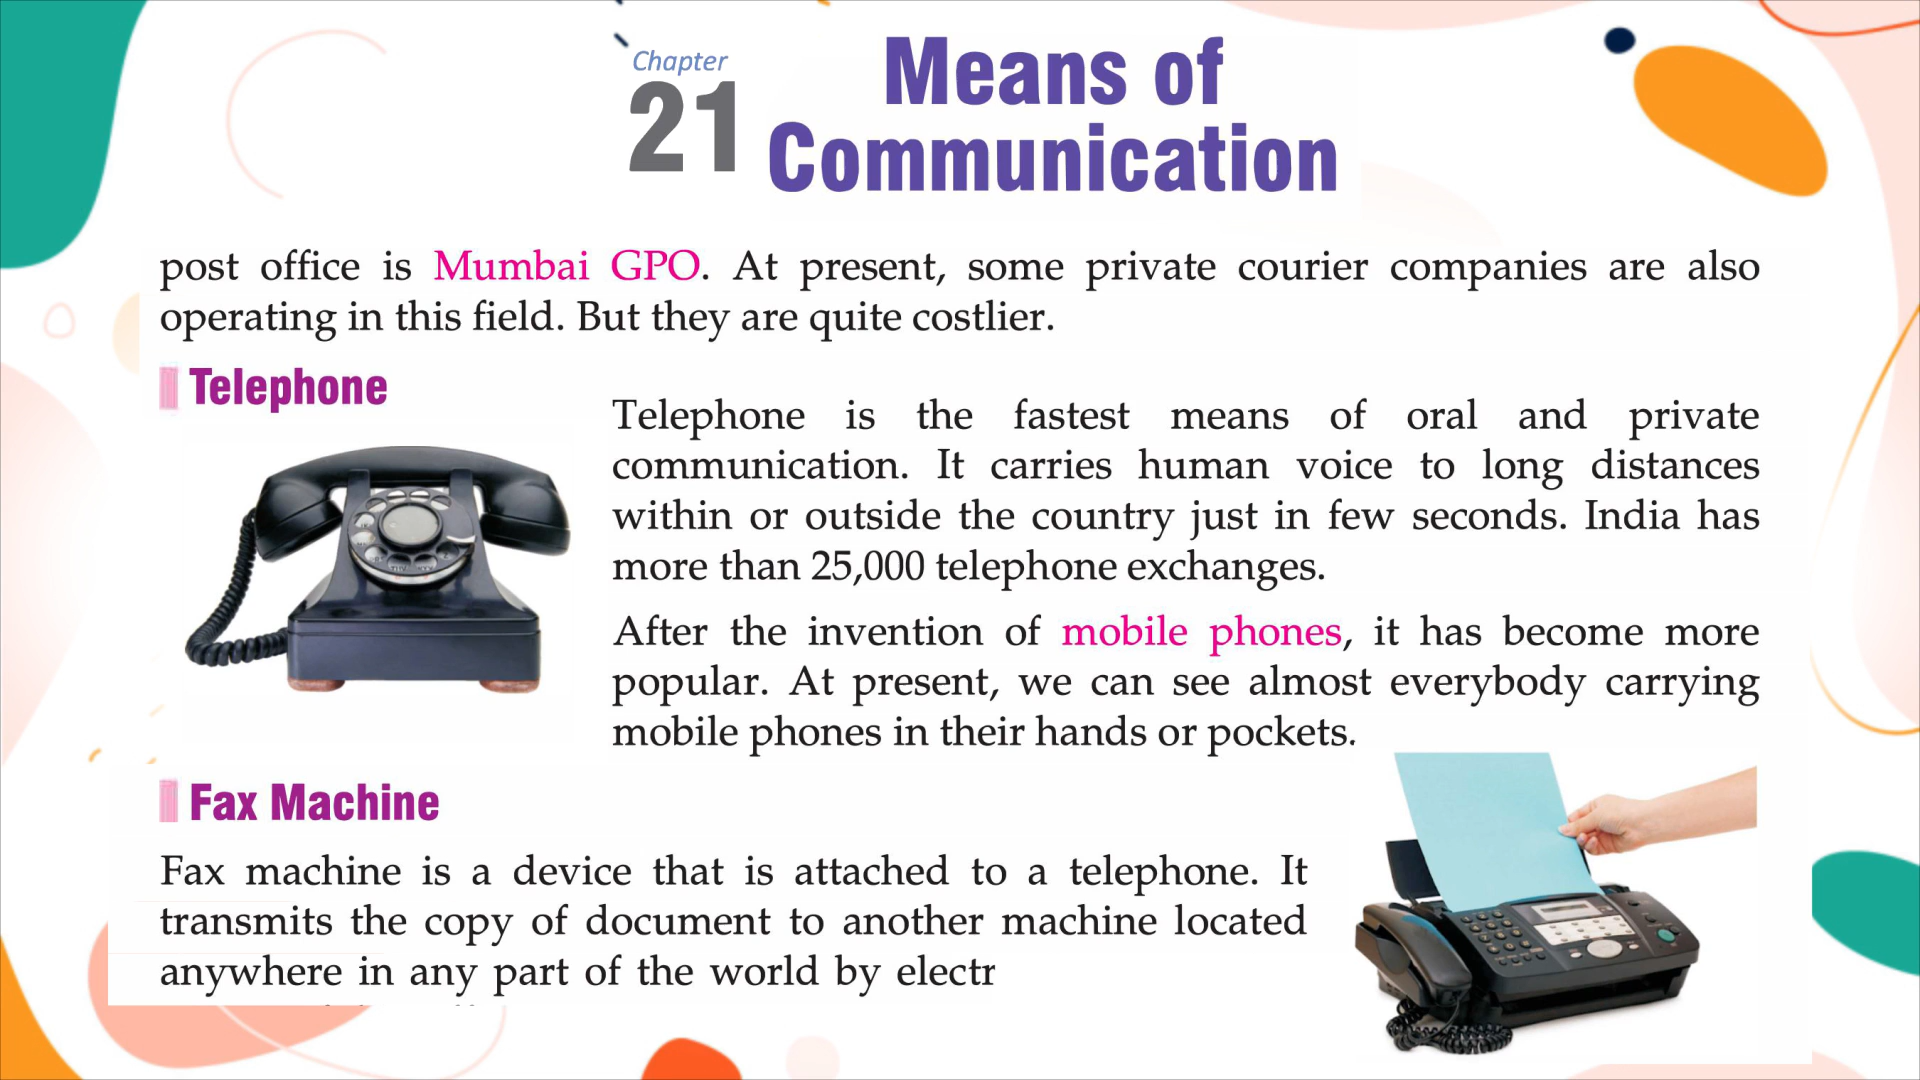 Chapter
21
Means of
Communication
post office is Mumbai GPO. At present, some private courier companies are also
operating in this field. But they are quite costlier.
Telephone
Telephone is the fastest means of oral and private
communication. It carries human voice to long distances
within or outside the country just in few seconds. India has
more than 25,000 telephone exchanges.
After the invention of mobile phones, it has become more
popular. At present, we can see almost everybody carrying
mobile phones in their hands or pockets.
Fax Machine
Fax machine is a device that is attached to a telephone. It
transmits the copy of document to another machine located
anywhere in any part of the world by electr